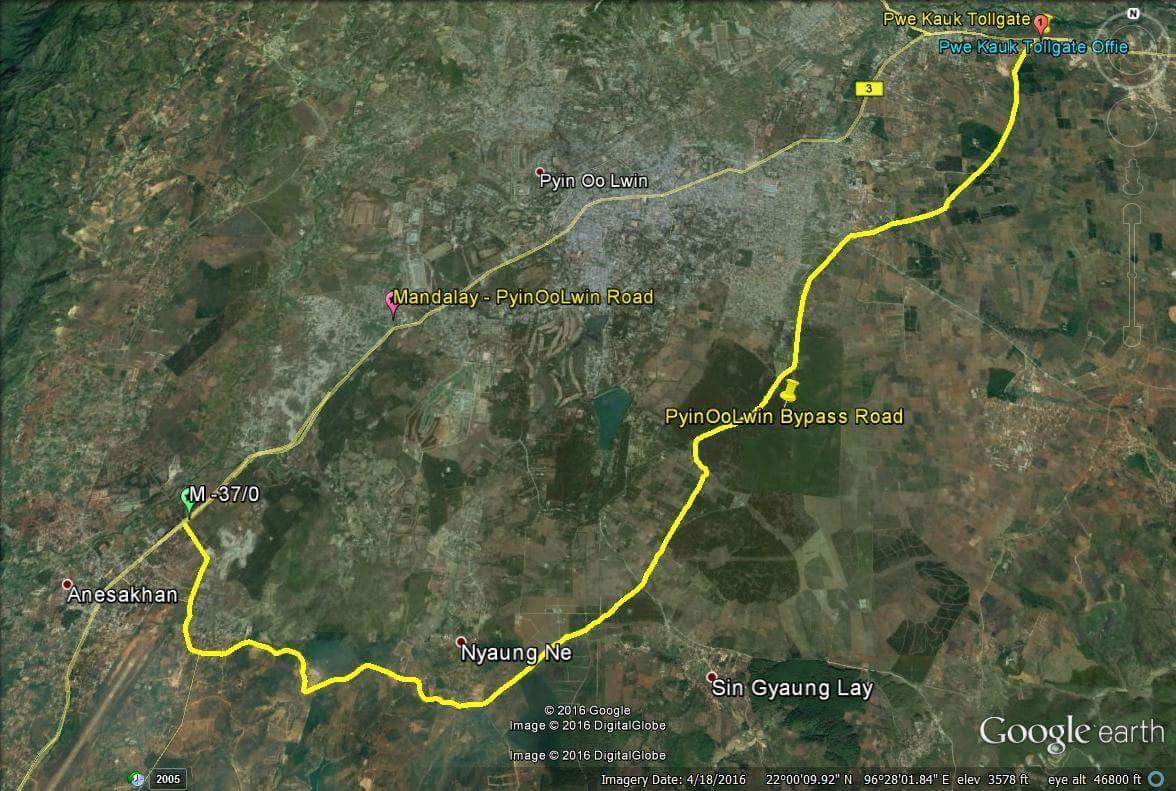 Pwe Kauk Tollgate
1
N
Pwe Kauk Tollgate Offie
3
Pyin Oo Lwin
Mandalay - PyinOoLwin Road
PyinOoLwin Bypass Road
M -37/0
Anesakhan
Nyaung Ne
Sin Gyaung Lay
© 2016 Google
Image © 2016 DigitalGlobe
Google earth
Image © 2016 DigitalGlobe
2005
Imagery Date: 4/18/2016 22°00'09.92" N 96°28'01.84" E elev 3578 ft eye alt 46800 ft